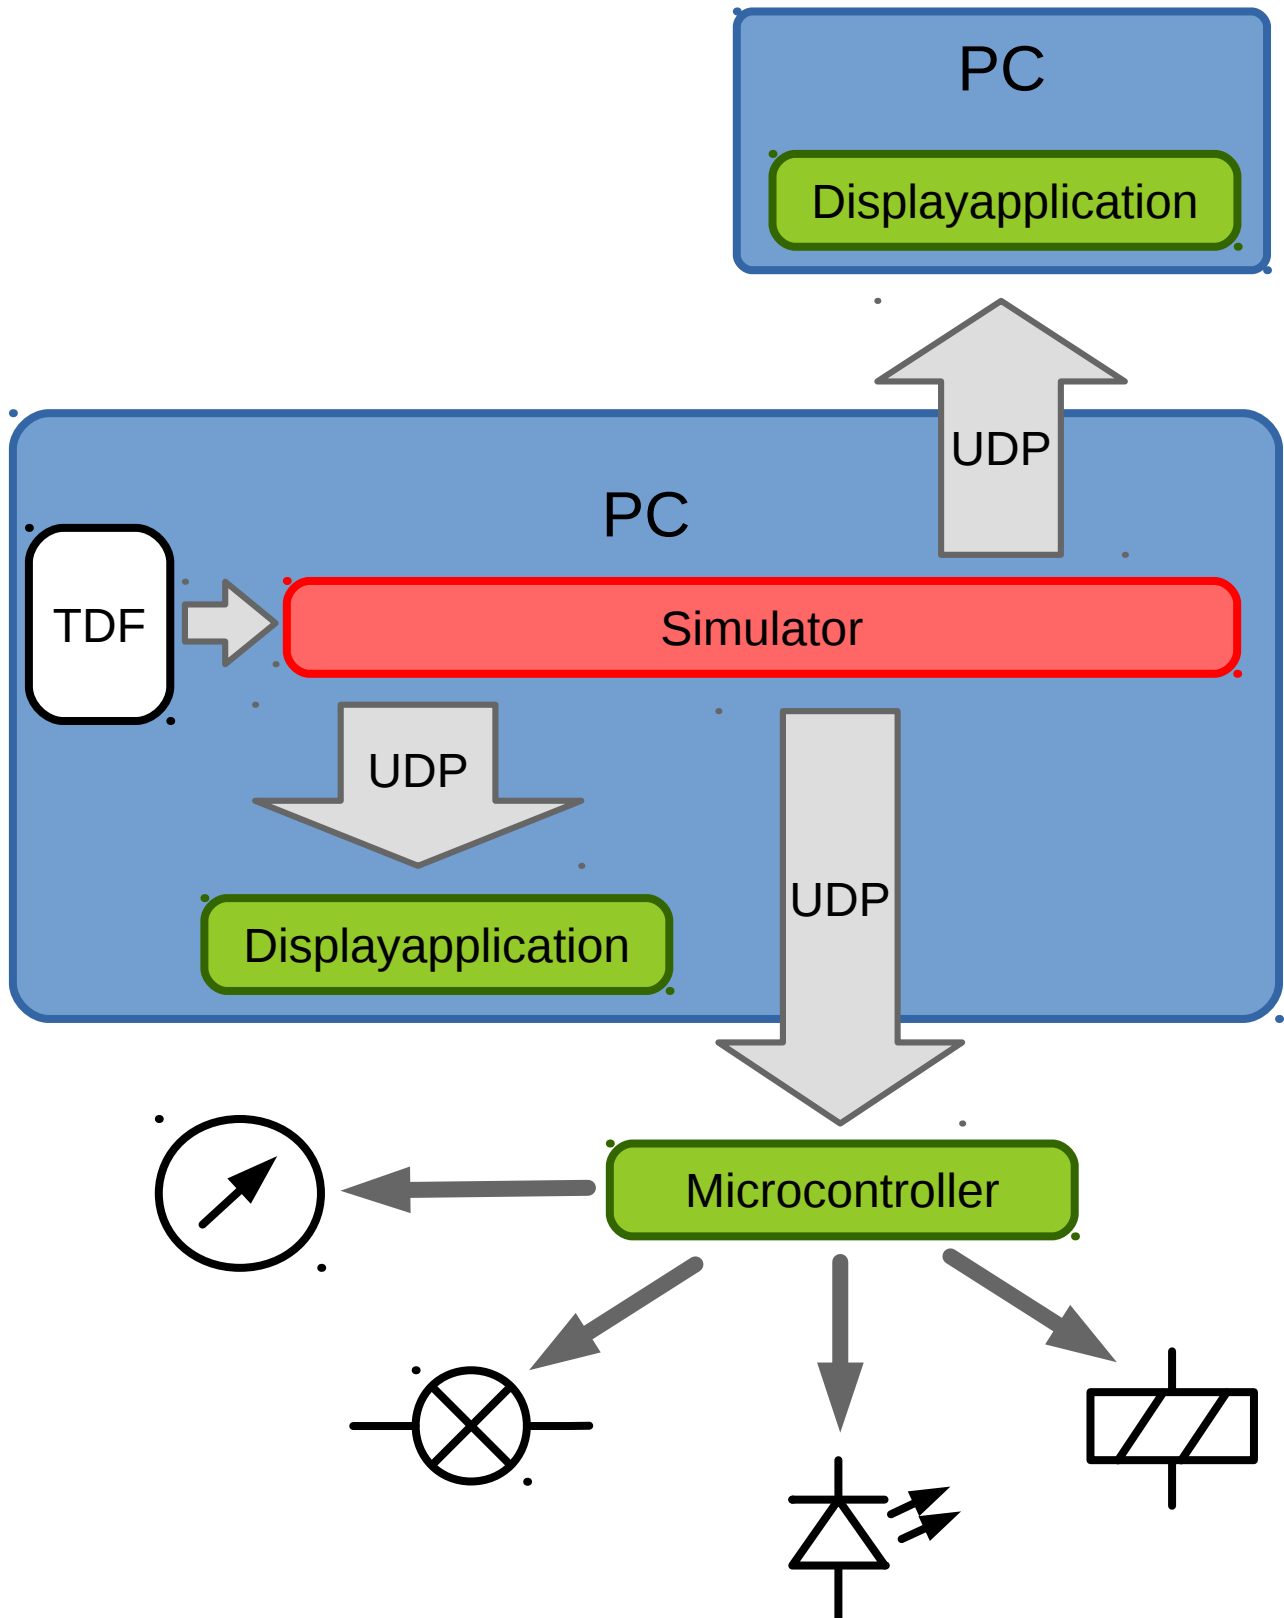 PC
Displayapplication
UDP
PC
TDF
Simulator
UDP
UDP
Displayapplication
Microcontroller